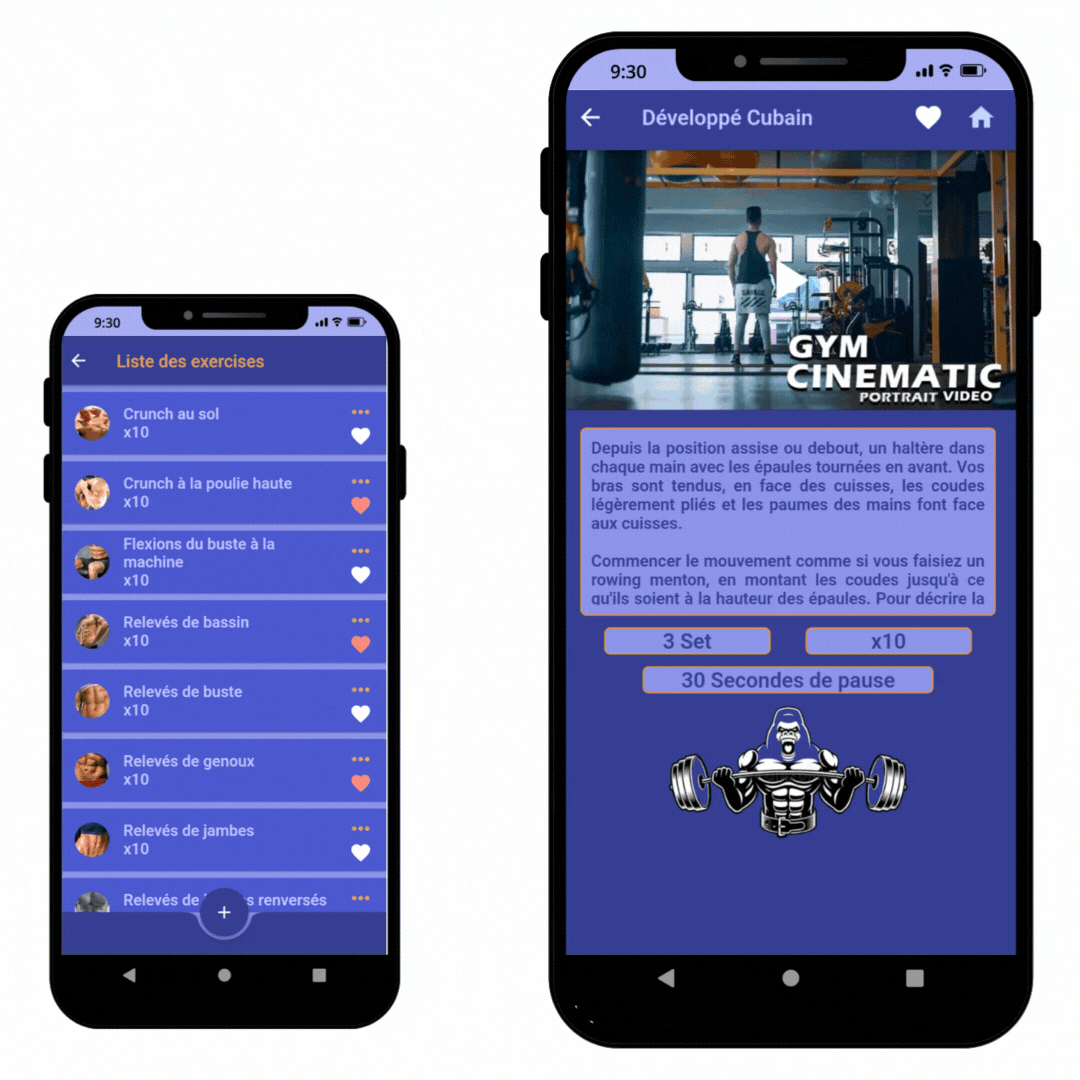 9:30
Liste des exercises
Crunch au sol
x10
Crunch à la poulie haute
x10
Flexions du buste à la
machine
x10
Relevés de bassin
x10
Relevés de buste
x10
Relevés de genoux
x10
Relevés de jambes
x10
Relevés de s renversés
+
9:30
Développé Cubain
SAVAGE
GYM
CINEMATIC
PORTRAIT VIDEO
Depuis la position assise ou debout, un haltère dans
chaque main avec les épaules tournées en avant. Vos
bras sont tendus, en face des cuisses, les coudes
légèrement pliés et les paumes des mains font face
aux cuisses.
Commencer le mouvement comme si vous faisiez un
rowing menton, en montant les coudes jusqu'à ce
qu'ils soient à la hauteur des épaules. Pour décrire la
3 Set
x10
30 Secondes de pause